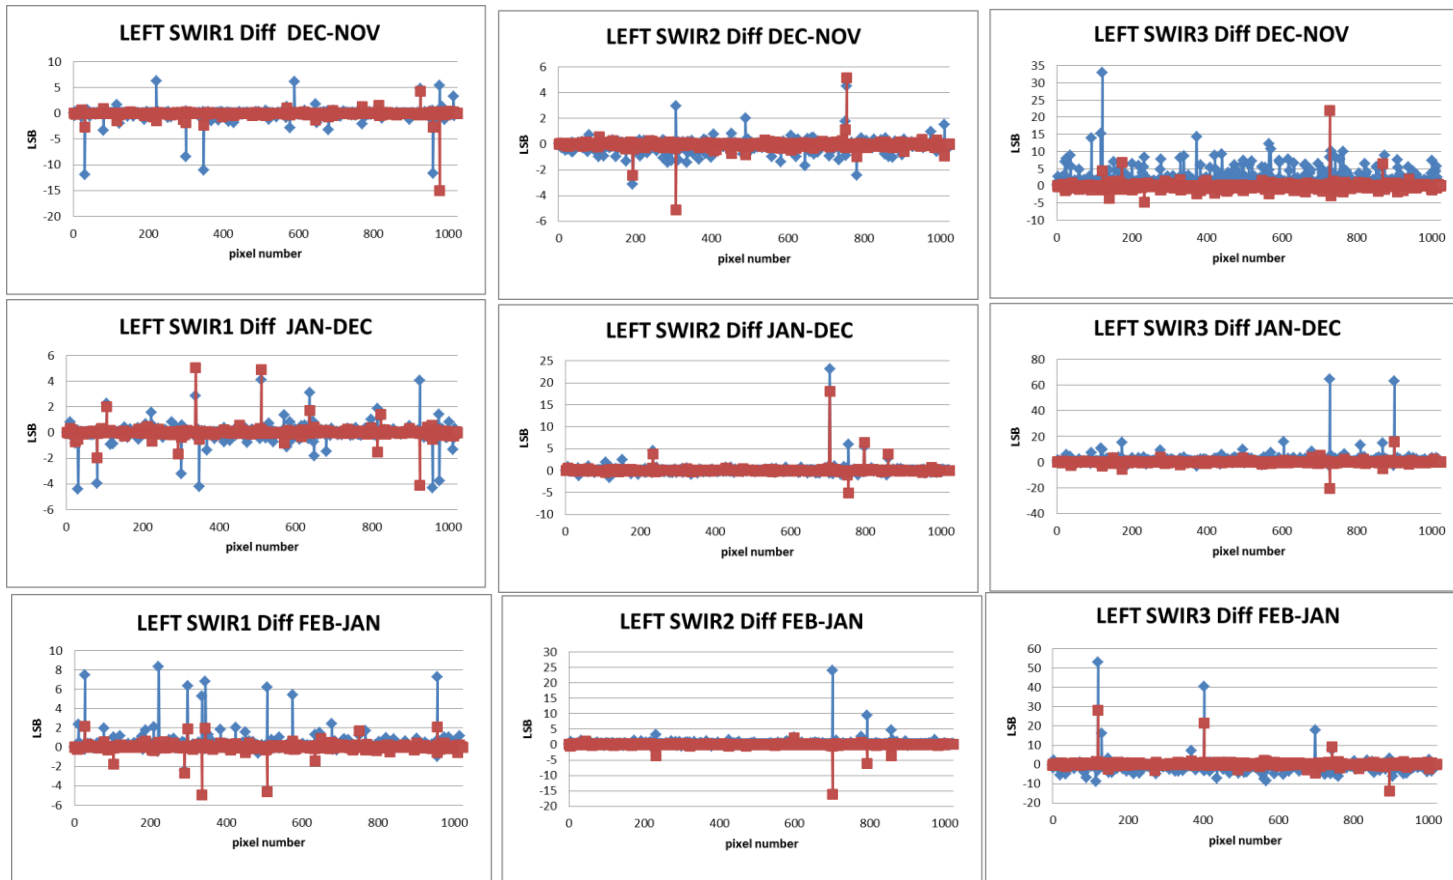 LEFT SWIR1 Diff  DEC-NOV
10
5
0
-5
-10
-15
-20
LSB
0 200 400 600 800 1000
pixel number
LEFT SWIR2 Diff DEC-NOV
6
4
2
0
-2
-4
-6
LSB
0 200 400 600 800 1000
pixel number
LEFT SWIR3 Diff DEC-NOV
35
30
25
20
15
10
5
0
-5
-10
LSB
0 200 400 600 800 1000
pixel number
LEFT SWIR1 Diff  JAN-DEC
6
4
2
0
-2
-4
-6
LSB
0 200 400 600 800 1000
pixel number
LEFT SWIR2 Diff JAN-DEC
25
20
15
10
5
0
-5
-10
LSB
0 200 400 600 800 1000
pixel number
LEFT SWIR3 Diff JAN-DEC
80
60
40
20
0
-20
-40
LSB
0 200 400 600 800 1000
pixel number
LEFT SWIR1 Diff FEB-JAN
10
8
6
4
2
0
-2
-4
-6
LSB
0 200 400 600 800 1000
pixel number
LEFT SWIR2 Diff FEB-JAN
30
25
20
15
10
5
0
-5
-10
-15
-20
LSB
0 200 400 600 800 1000
pixel number
LEFT SWIR3 Diff FEB-JAN
60
50
40
30
20
10
0
-10
-20
LSB
0 200 400 600 800 1000
pixel number